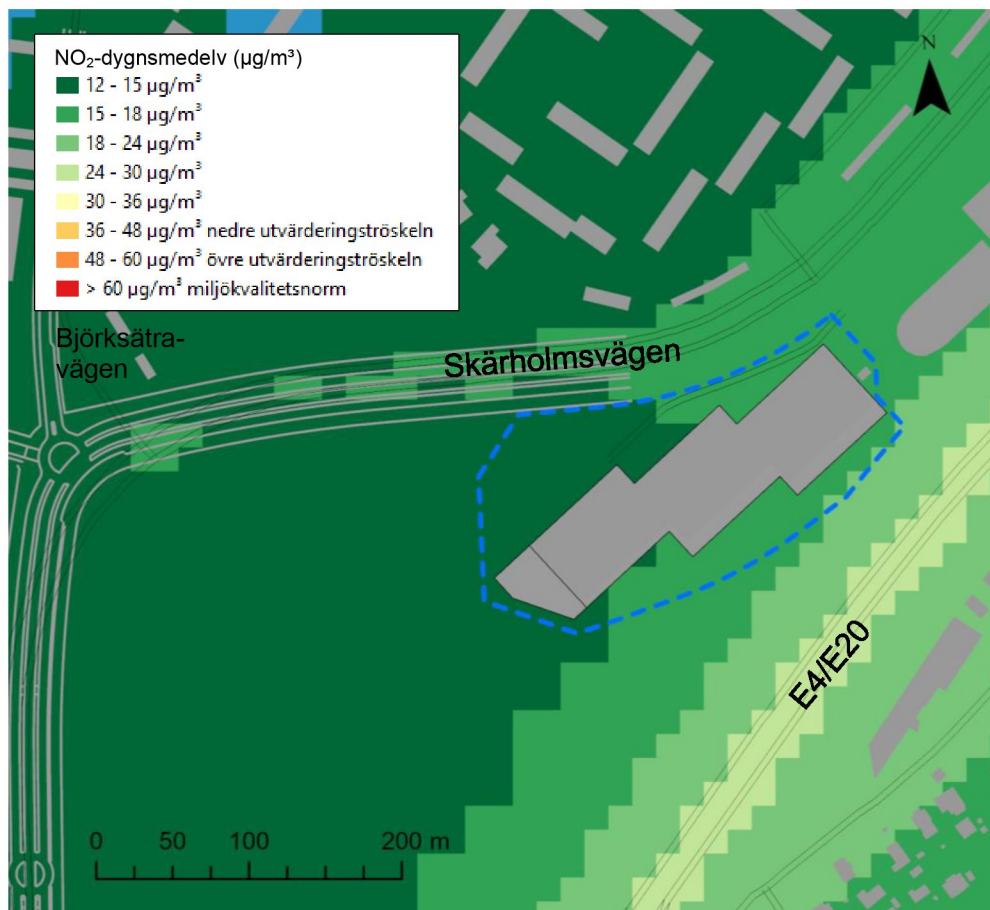 NO₂-dygnsmedelv (µg/m³)
12 - 15 µg/m³
15 - 18 µg/m³
18 - 24 µg/m³
24 - 30 µg/m³
30 - 36 µg/m³
36 - 48 µg/m³ nedre utvärderingströskeln
48 - 60 µg/m³ övre utvärderingströskeln
> 60 µg/m³ miljökvalitetsnorm
N
Björksätra-
vägen
Skärholmsvägen
E4/E20
0 50 100 200 m